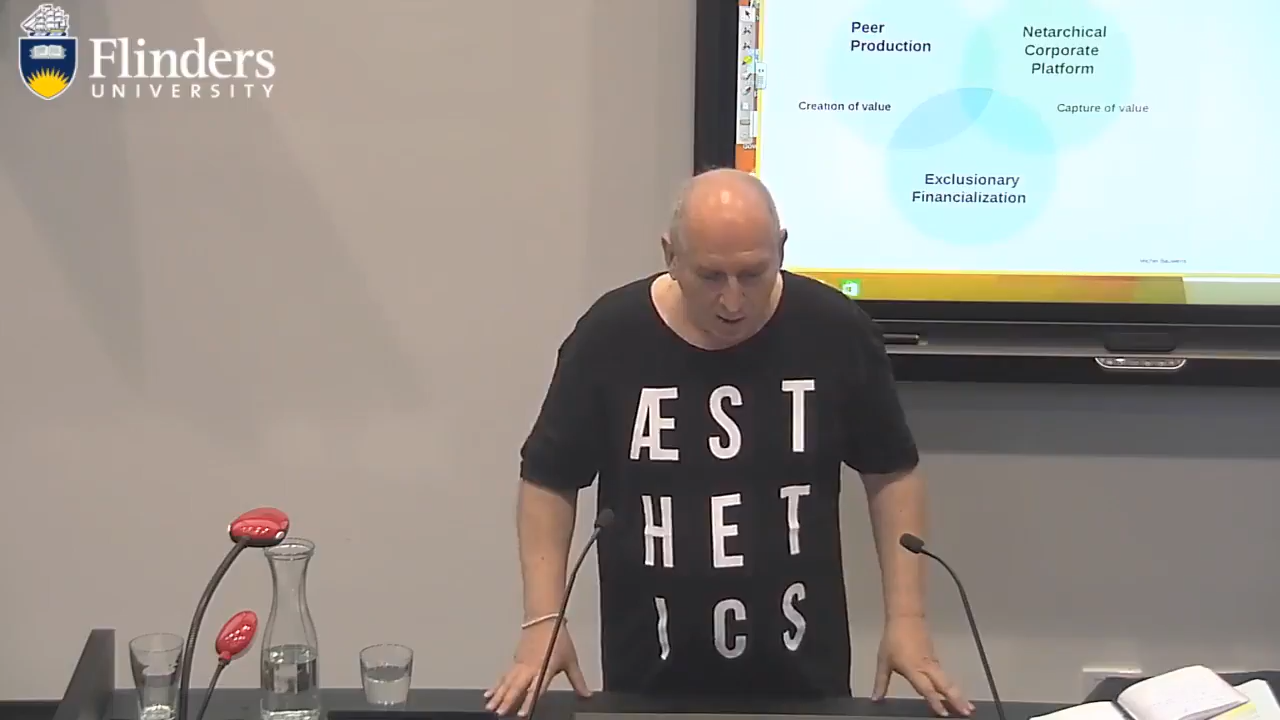 Flinders
UNIVERSITY
Peer
Production
Netarchical
Corporate
Platform
Creation of value
Capture of value
Exclusionary
Financialization
ÆST
HET
ICS